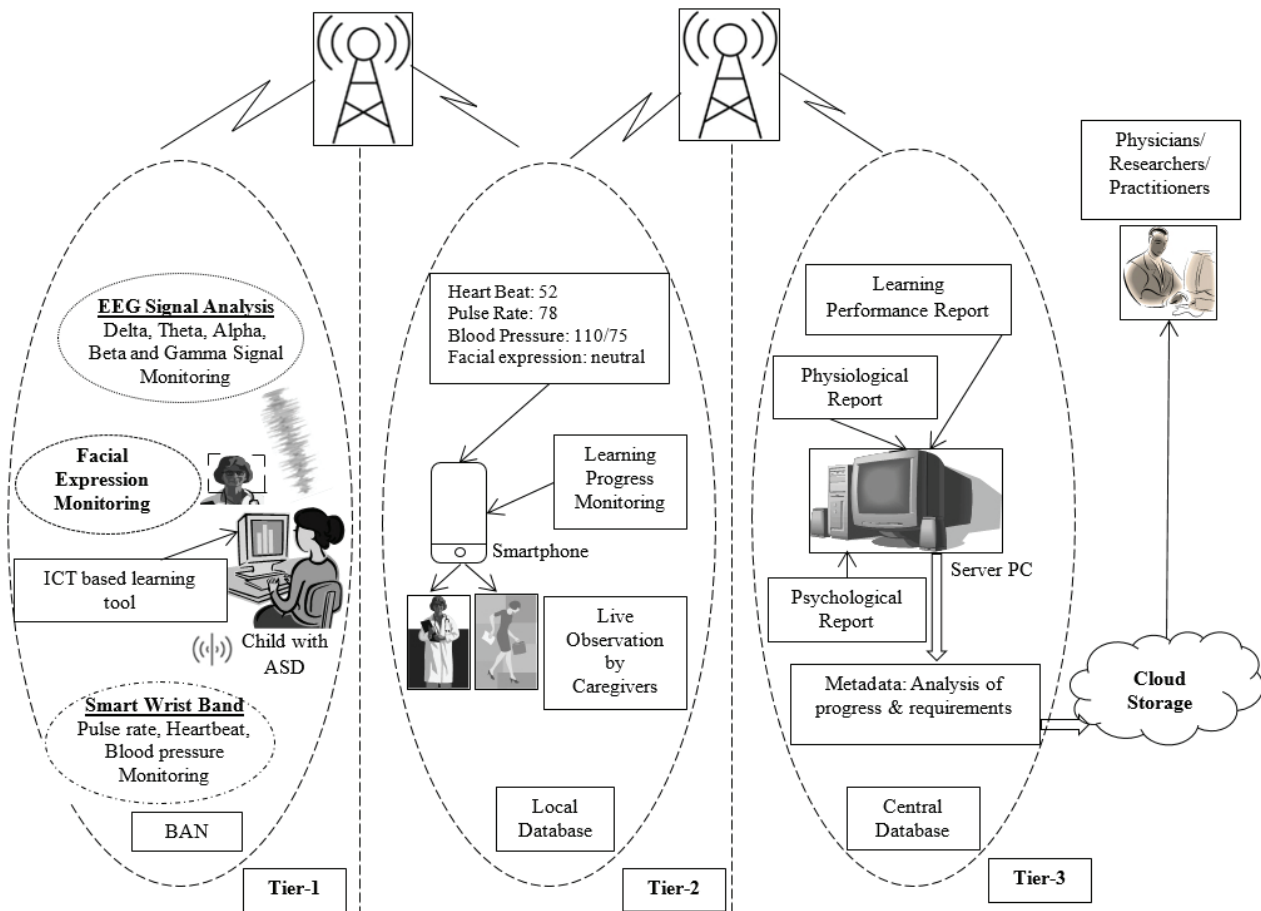 EEG Signal Analysis
Delta, Theta, Alpha,
Beta and Gamma Signal
Monitoring
Facial
Expression
Monitoring
ICT based learning
tool
Child with
ASD
Smart Wrist Band
Pulse rate, Heartbeat,
Blood pressure
Monitoring
BAN
Tier-1
Heart Beat: 52
Pulse Rate: 78
Blood Pressure: 110/75
Facial expression: neutral
Learning
Progress
Monitoring
Smartphone
Live
Observation
by
Caregivers
Local
Database
Tier-2
Learning
Performance Report
Physiological
Report
Server PC
Psychological
Report
Metadata: Analysis of
progress & requirements
Central
Database
Tier-3
Physicians/
Researchers/
Practitioners
Cloud
Storage